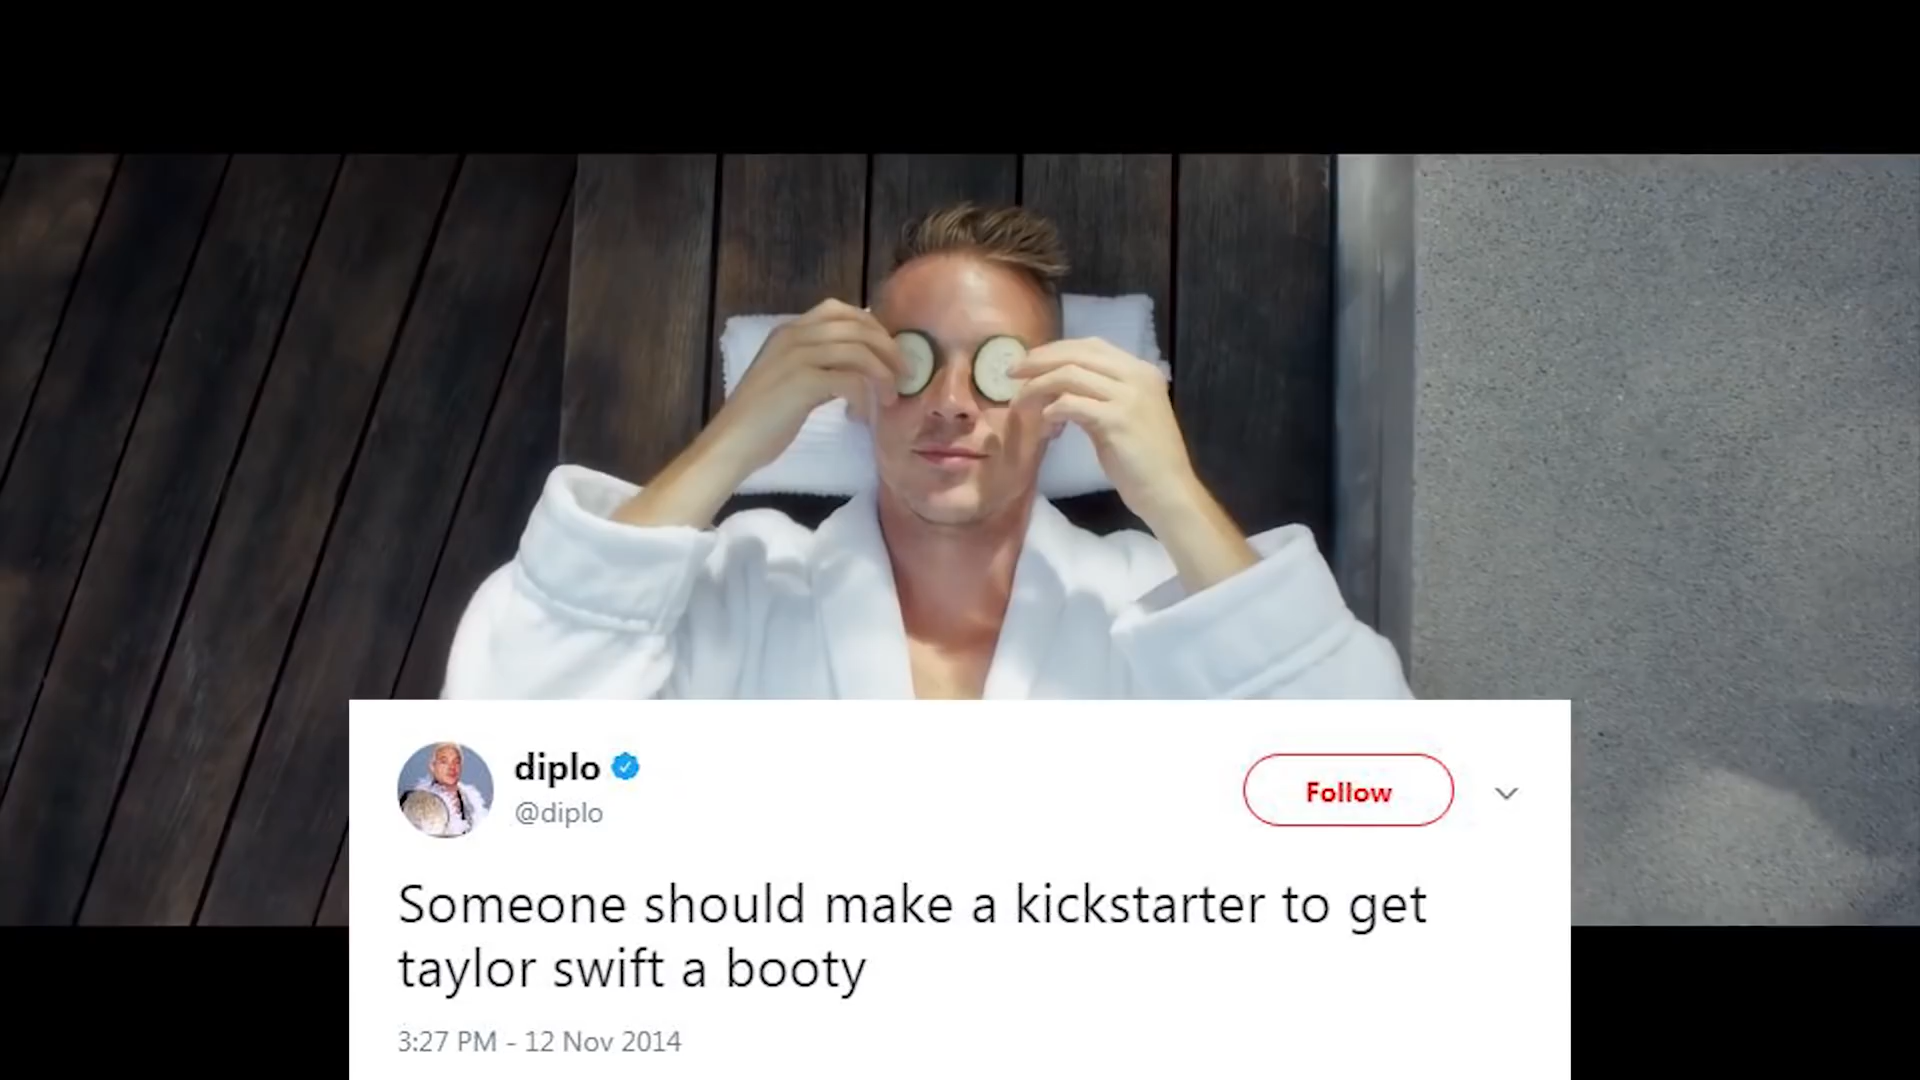 diplo
@diplo
Follow
Someone should make a kickstarter to get
taylor swift a booty
3:27 PM - 12 Nov 2014